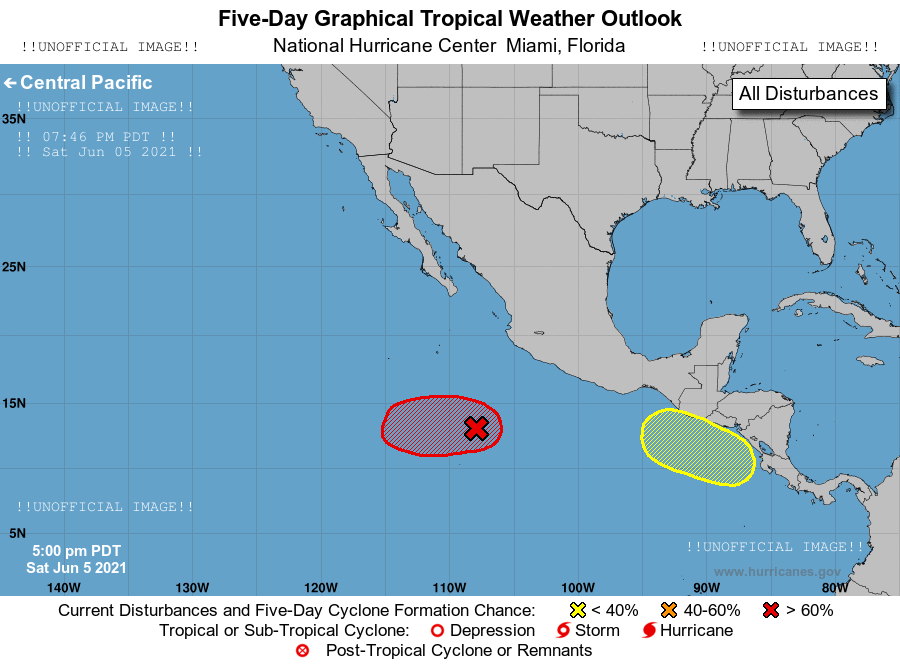 Five-Day Graphical Tropical Weather Outlook
!!UNOFFICIAL IMAGE!! National Hurricane Center Miami, Florida !!UNOFFICIAL IMAGE!!
Central Pacific
All Disturbances
!!UNOFFICIAL IMAGE!!
35N
!! 07:46 PM PDT !!
!! Sat Jun 05 2021 !!
25N
15N
!!UNOFFICIAL IMAGE!!
5N
5:00 pm PDT
Sat Jun 5 2021
!!UNOFFICIAL IMAGE!!
www.hurricanes.gov
140W 130W 120W 110W 100W 90W 80W
Current Disturbances and Five-Day Cyclone Formation Chance: < 40% 40-60% > 60%
Tropical or Sub-Tropical Cyclone: Depression Storm Hurricane
Post-Tropical Cyclone or Remnants